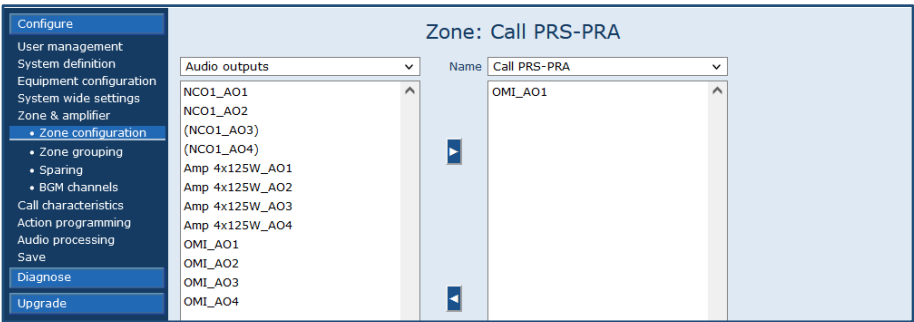 Configure
User management
System definition
Equipment configuration
System wide settings
Zone & amplifier
• Zone configuration
• Zone grouping
• Sparing
• BGM channels
Call characteristics
Action programming
Audio processing
Save
Diagnose
Upgrade
Zone: Call PRS-PRA
Audio outputs
NCO1_AO1
NCO1_AO2
(NCO1_AO3)
(NCO1_AO4)
Amp 4x125W_AO1
Amp 4x125W_AO2
Amp 4x125W_AO3
Amp 4x125W_AO4
OMI_AO1
OMI_AO2
OMI_AO3
OMI_AO4
Name Call PRS-PRA
OMI_AO1